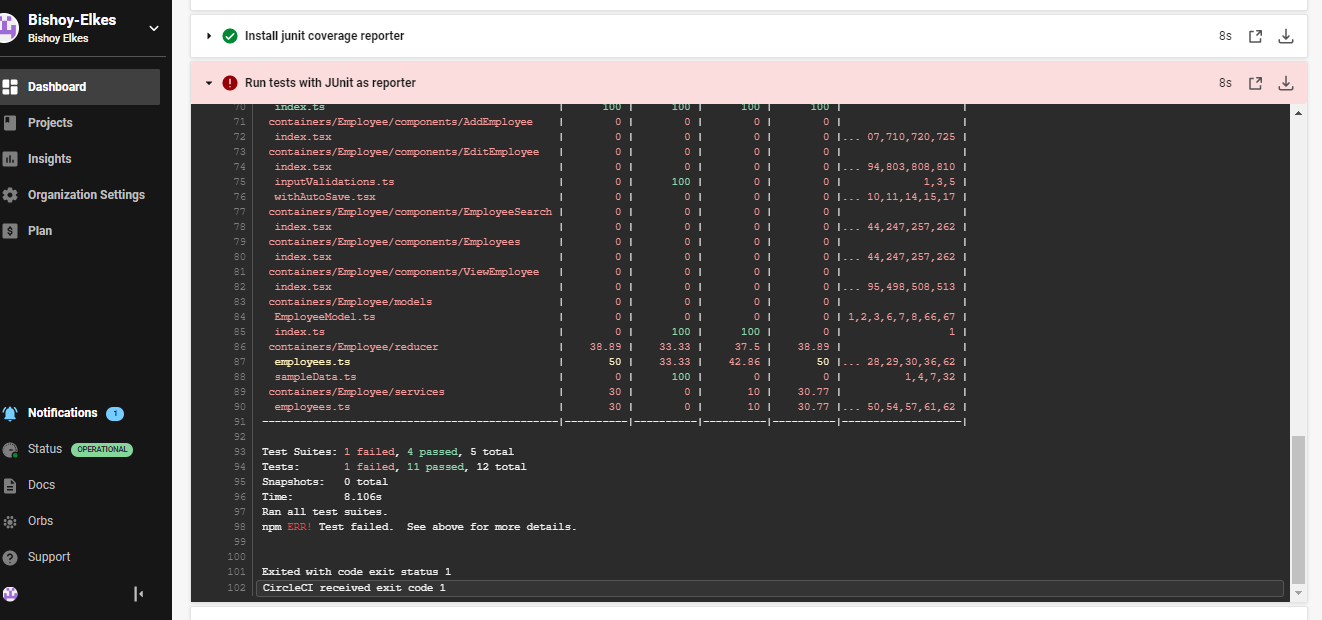 Bishoy-Elkes
Bishoy Elkes
Dashboard
Projects
Insights
Organization Settings
Plan
Notifications 1
Status OPERATIONAL
Docs
Orbs
Support
Install junit coverage reporter 8s
Run tests with JUnit as reporter 8s
70 index.ts | 100 | 100 | 100 | 100 | |
71 containers/Employee/components/AddEmployee | 0 | 0 | 0 | 0 | |
72 index.tsx | 0 | 0 | 0 | 0 |... 07,710,720,725 |
73 containers/Employee/components/EditEmployee | 0 | 0 | 0 | 0 | |
74 index.tsx | 0 | 0 | 0 | 0 |... 94,803,808,810 |
75 inputValidations.ts | 0 | 100 | 0 | 0 | 1,3,5 |
76 withAutoSave.tsx | 0 | 0 | 0 | 0 |... 10,11,14,15,17 |
77 containers/Employee/components/EmployeeSearch | 0 | 0 | 0 | 0 | |
78 index.tsx | 0 | 0 | 0 | 0 |... 44,247,257,262 |
79 containers/Employee/components/Employees | 0 | 0 | 0 | 0 | |
80 index.tsx | 0 | 0 | 0 | 0 |... 44,247,257,262 |
81 containers/Employee/components/ViewEmployee | 0 | 0 | 0 | 0 | |
82 index.tsx | 0 | 0 | 0 | 0 |... 95,498,508,513 |
83 containers/Employee/models | 0 | 0 | 0 | 0 | |
84 EmployeeModel.ts | 0 | 0 | 0 | 0 | 1,2,3,6,7,8,66,67 |
85 index.ts | 0 | 100 | 100 | 0 | 1 |
86 containers/Employee/reducer | 38.89 | 33.33 | 37.5 | 38.89 | |
87 employees.ts | 50 | 33.33 | 42.86 | 50 |... 28,29,30,36,62 |
88 sampleData.ts | 0 | 100 | 0 | 0 | 1,4,7,32 |
89 containers/Employee/services | 30 | 0 | 10 | 30.77 | |
90 employees.ts | 30 | 0 | 10 | 30.77 |... 50,54,57,61,62 |
91 -----------------------------------------------|----------|----------|----------|----------|-------------------|
92
93 Test Suites: 1 failed, 4 passed, 5 total
94 Tests: 1 failed, 11 passed, 12 total
95 Snapshots: 0 total
96 Time: 8.106s
97 Ran all test suites.
98 npm ERR! Test failed. See above for more details.
99
100
101 Exited with code exit status 1
102 CircleCI received exit code 1